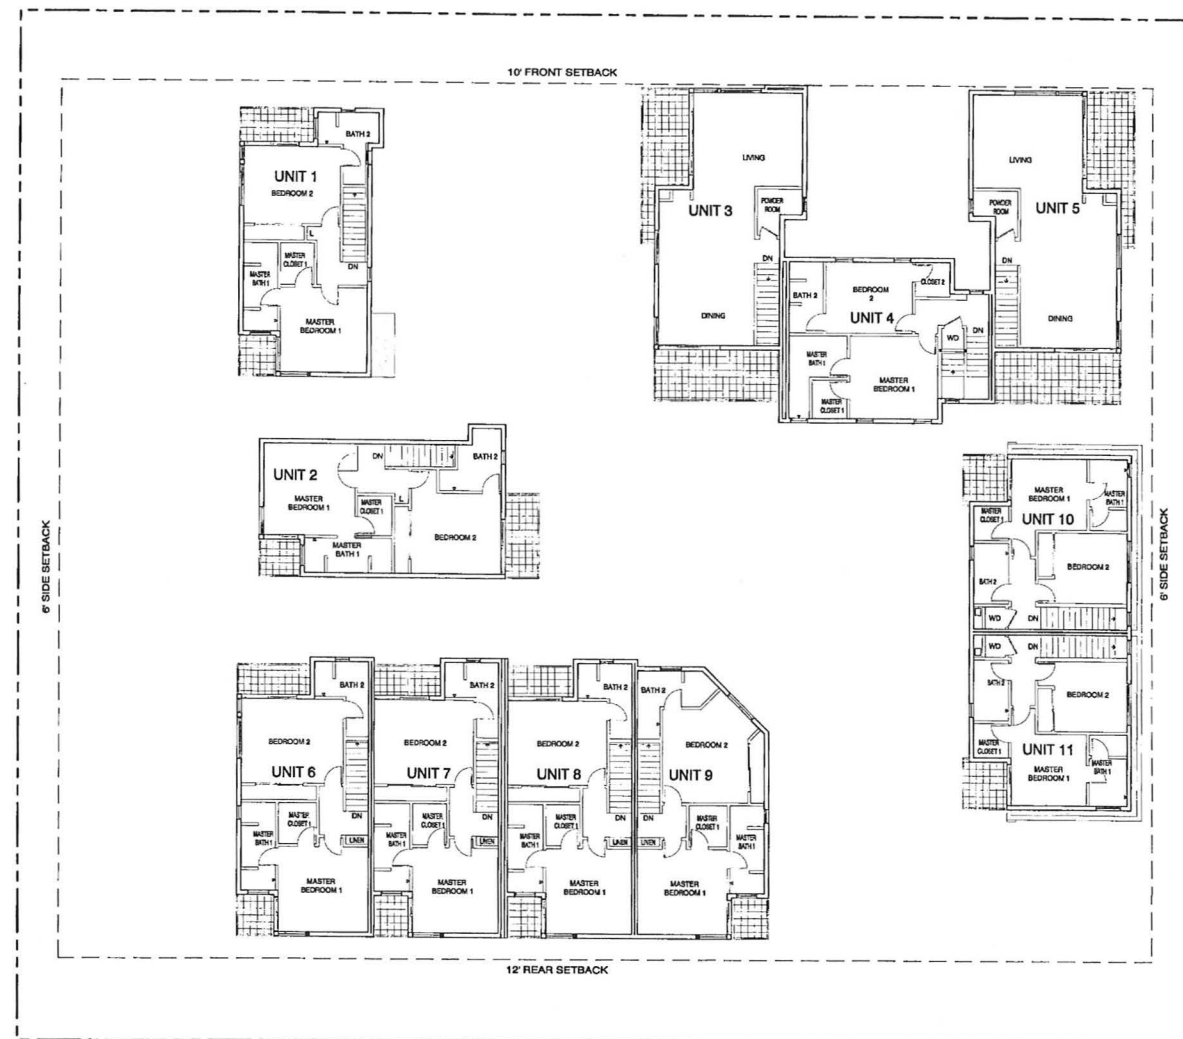 10' FRONT SETBACK
BATH 2
UNIT 1
BEDROOM 2
L
MASTER
CLOSET 1
MASTER
BATH 1
DN
MASTER
BEDROOM 1
LIVING
POWDER
ROOM
UNIT 3
DN
DINING
LIVING
POWDER
ROOM
UNIT 5
DN
DINING
BATH 2
BEDROOM
2
CLOSET 2
UNIT 4
WD
DN
MASTER
BATH 1
MASTER
BEDROOM 1
MASTER
CLOSET 1
UNIT 2
DN
BATH 2
MASTER
BEDROOM 1
MASTER
CLOSET 1
L
BEDROOM 2
MASTER
BATH 1
6' SIDE SETBACK
6' SIDE SETBACK
MASTER
BEDROOM 1
MASTER
BATH 1
MASTER
CLOSET 1
UNIT 10
BEDROOM 2
BATH 2
WD
DN
WD
DN
BATH 2
BEDROOM 2
MASTER
CLOSET 1
UNIT 11
MASTER
BEDROOM 1
MASTER
BATH 1
BATH 2
BEDROOM 2
UNIT 6
MASTER
CLOSET 1
DN
MASTER
BATH 1
LINEN
MASTER
BEDROOM 1
BATH 2
BEDROOM 2
UNIT 7
MASTER
CLOSET 1
DN
MASTER
BATH 1
LINEN
MASTER
BEDROOM 1
BATH 2
BEDROOM 2
UNIT 8
MASTER
CLOSET 1
DN
MASTER
BATH 1
LINEN
MASTER
BEDROOM 1
BATH 2
BEDROOM 2
UNIT 9
DN
MASTER
CLOSET 1
LINEN
MASTER
BATH 1
MASTER
BEDROOM 1
12' REAR SETBACK